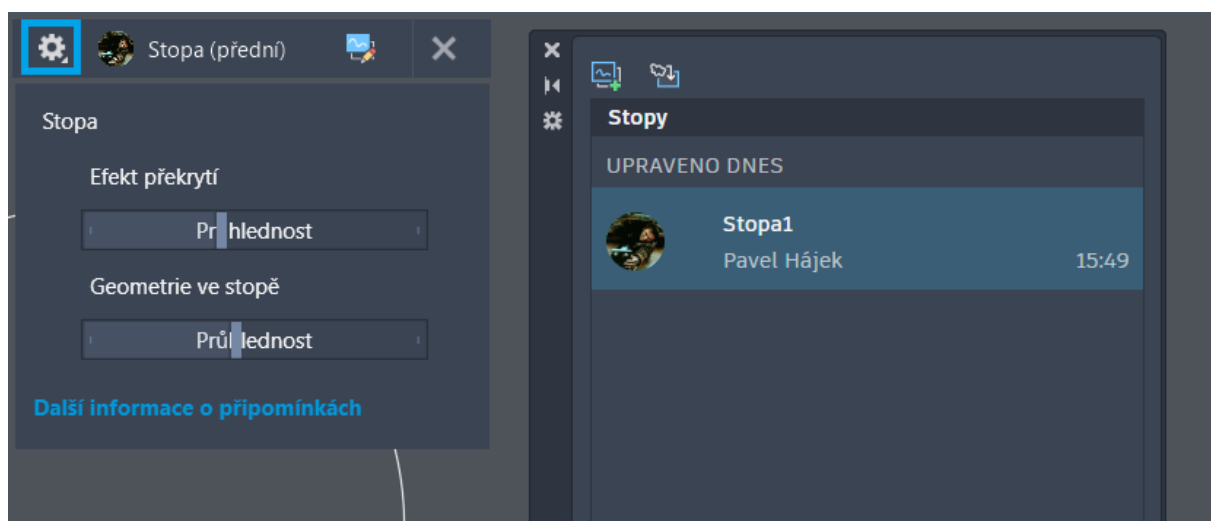 Stopa (přední)
Stopa
Efekt překrytí
Průhlednost
Geometrie ve stopě
Průhlednost
Další informace o připomínkách
Stopy
UPRAVENO DNES
Stopa1
Pavel Hájek
15:49